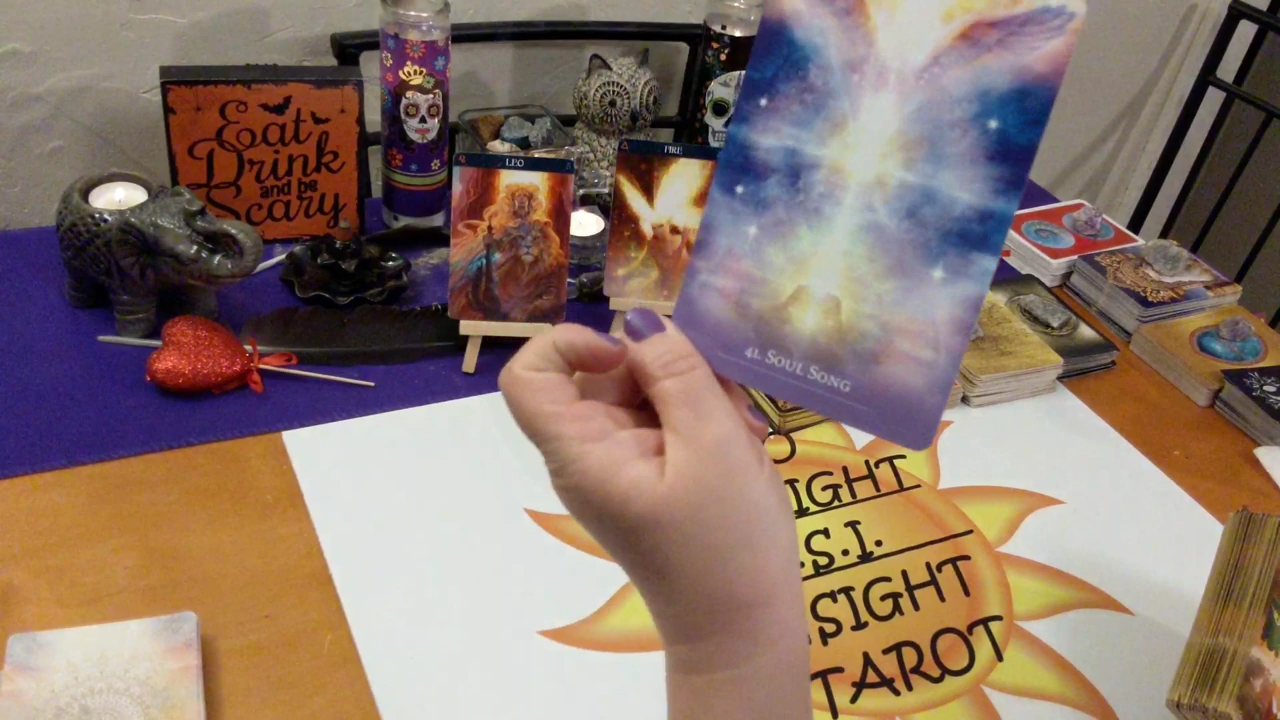 Eat
Drink
and be
Scary
LEO
FIRE
41. SOUL SONG
IGHT
.S.I.
.SIGHT
TAROT